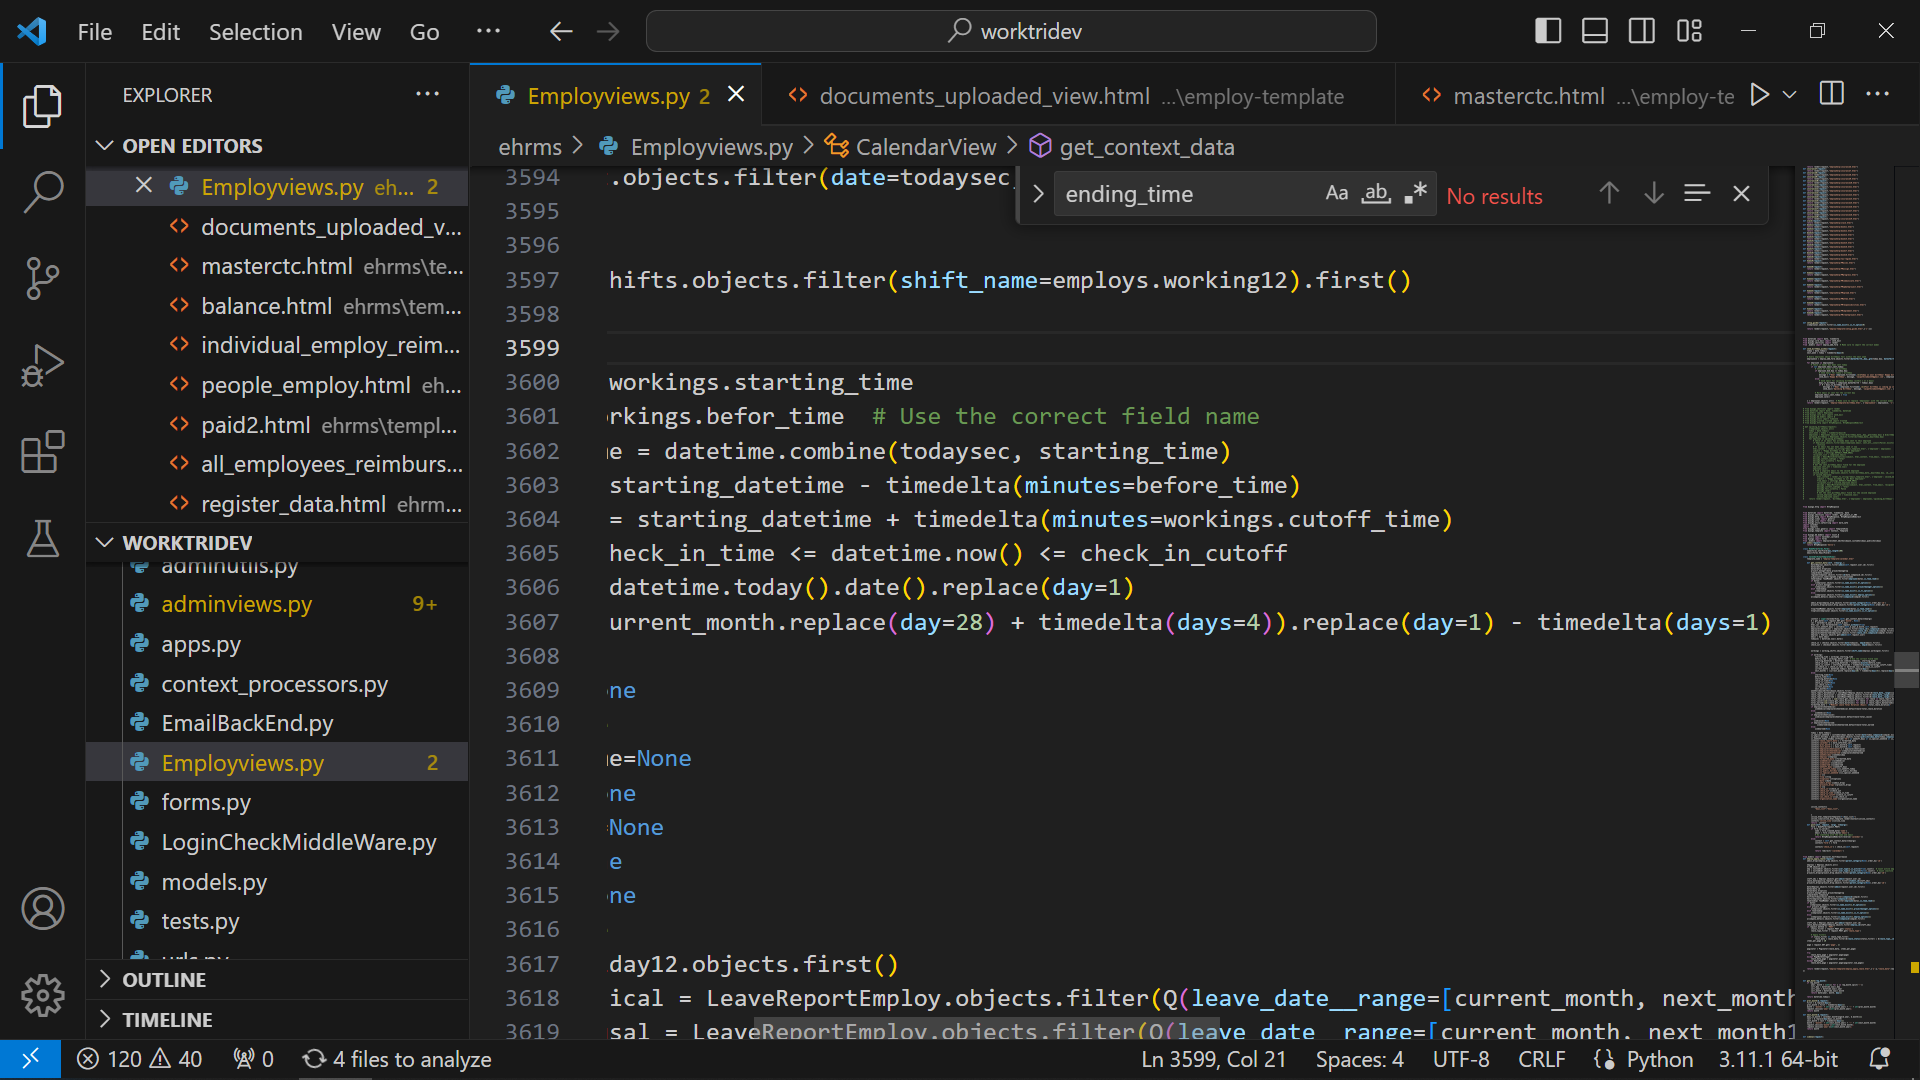 File Edit Selection View Go ··· worktridev
EXPLORER ···
OPEN EDITORS
Employviews.py eh... 2
documents_uploaded_v...
masterctc.html ehrms\te...
balance.html ehrms\tem...
individual_employ_reim...
people_employ.html eh...
paid2.html ehrms\templ...
all_employees_reimburs...
register_data.html ehrm...
WORKTRIDEV
adminutils.py
adminviews.py 9+
apps.py
context_processors.py
EmailBackEnd.py
Employviews.py 2
forms.py
LoginCheckMiddleWare.py
models.py
tests.py
urls.py
OUTLINE
TIMELINE
Employviews.py 2 documents_uploaded_view.html ...\employ-template masterctc.html ...\employ-te
ehrms > Employviews.py > CalendarView > get_context_data
ending_time Aa ab No results
3594 .objects.filter(date=todaysec
3595
3596
3597 hifts.objects.filter(shift_name=employs.working12).first()
3598
3599
3600 workings.starting_time
3601 rkings.befor_time # Use the correct field name
3602 e = datetime.combine(todaysec, starting_time)
3603 starting_datetime - timedelta(minutes=before_time)
3604 = starting_datetime + timedelta(minutes=workings.cutoff_time)
3605 heck_in_time <= datetime.now() <= check_in_cutoff
3606 datetime.today().date().replace(day=1)
3607 urrent_month.replace(day=28) + timedelta(days=4)).replace(day=1) - timedelta(days=1)
3608
3609 ne
3610
3611 e=None
3612 ne
3613 None
3614 e
3615 ne
3616
3617 day12.objects.first()
3618 ical = LeaveReportEmploy.objects.filter(Q(leave_date__range=[current_month, next_month
3619 sal = LeaveReportEmploy.objects.filter(Q(leave_date__range=[current_month, next_month1
120 40 0 4 files to analyze Ln 3599, Col 21 Spaces: 4 UTF-8 CRLF {} Python 3.11.1 64-bit